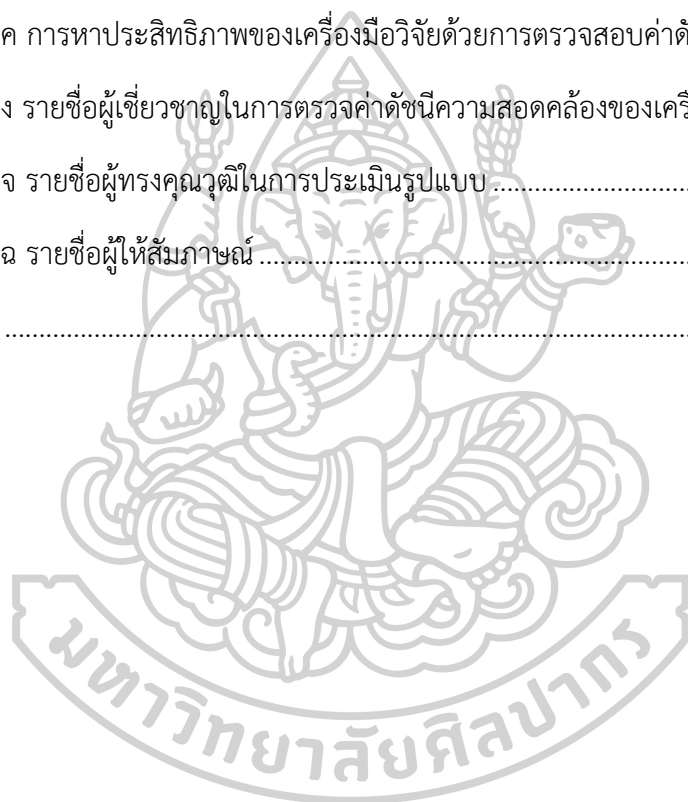 ค การหาประสิทธิภาพของเครื่องมือวิจัยด้วยการตรวจสอบค่าดั
ง รายชื่อผู้เชี่ยวชาญในการตรวจค่าดัชนีความสอดคล้องของเครื
จ รายชื่อผู้ทรงคุณวุฒิในการประเมินรูปแบบ ..............................
ฉ รายชื่อผู้ให้สัมภาษณ์ ................................................................
................................................................................................
มหาวิทยาลัยศิลปากร